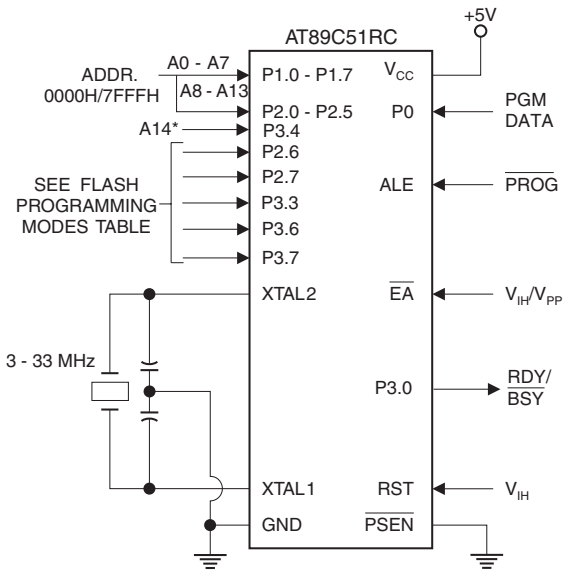 +5V
AT89C51RC
A0 - A7
ADDR.
0000H/7FFFH
A8 - A13
A14*
SEE FLASH
PROGRAMMING
MODES TABLE
3 - 33 MHz
P1.0 - P1.7
P2.0 - P2.5
P3.4
P2.6
P2.7
P3.3
P3.6
P3.7
XTAL2
XTAL1
GND
VCC
P0
ALE
EA
P3.0
RST
PSEN
PGM
DATA
PROG
VIH/VPP
RDY/
BSY
VIH